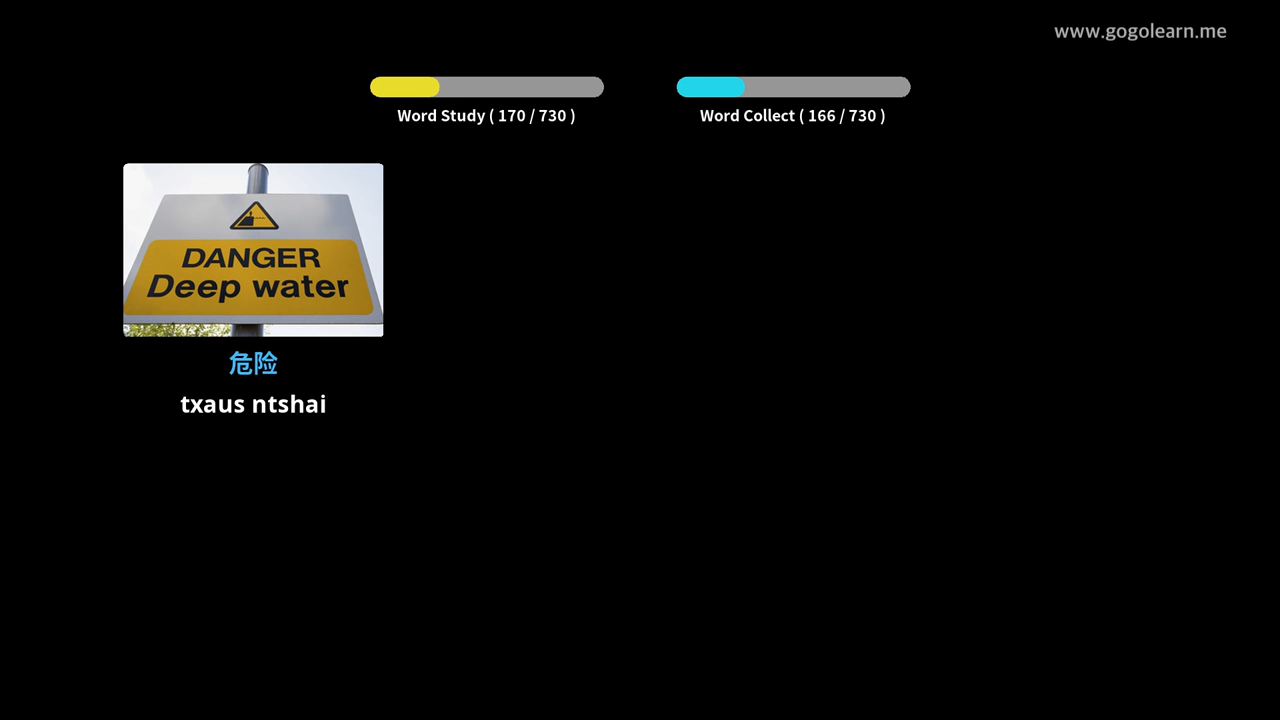 www.gogolearn.me
Word Study ( 170 / 730 )
Word Collect ( 166 / 730 )
DANGER
Deep water
危险
txaus ntshai